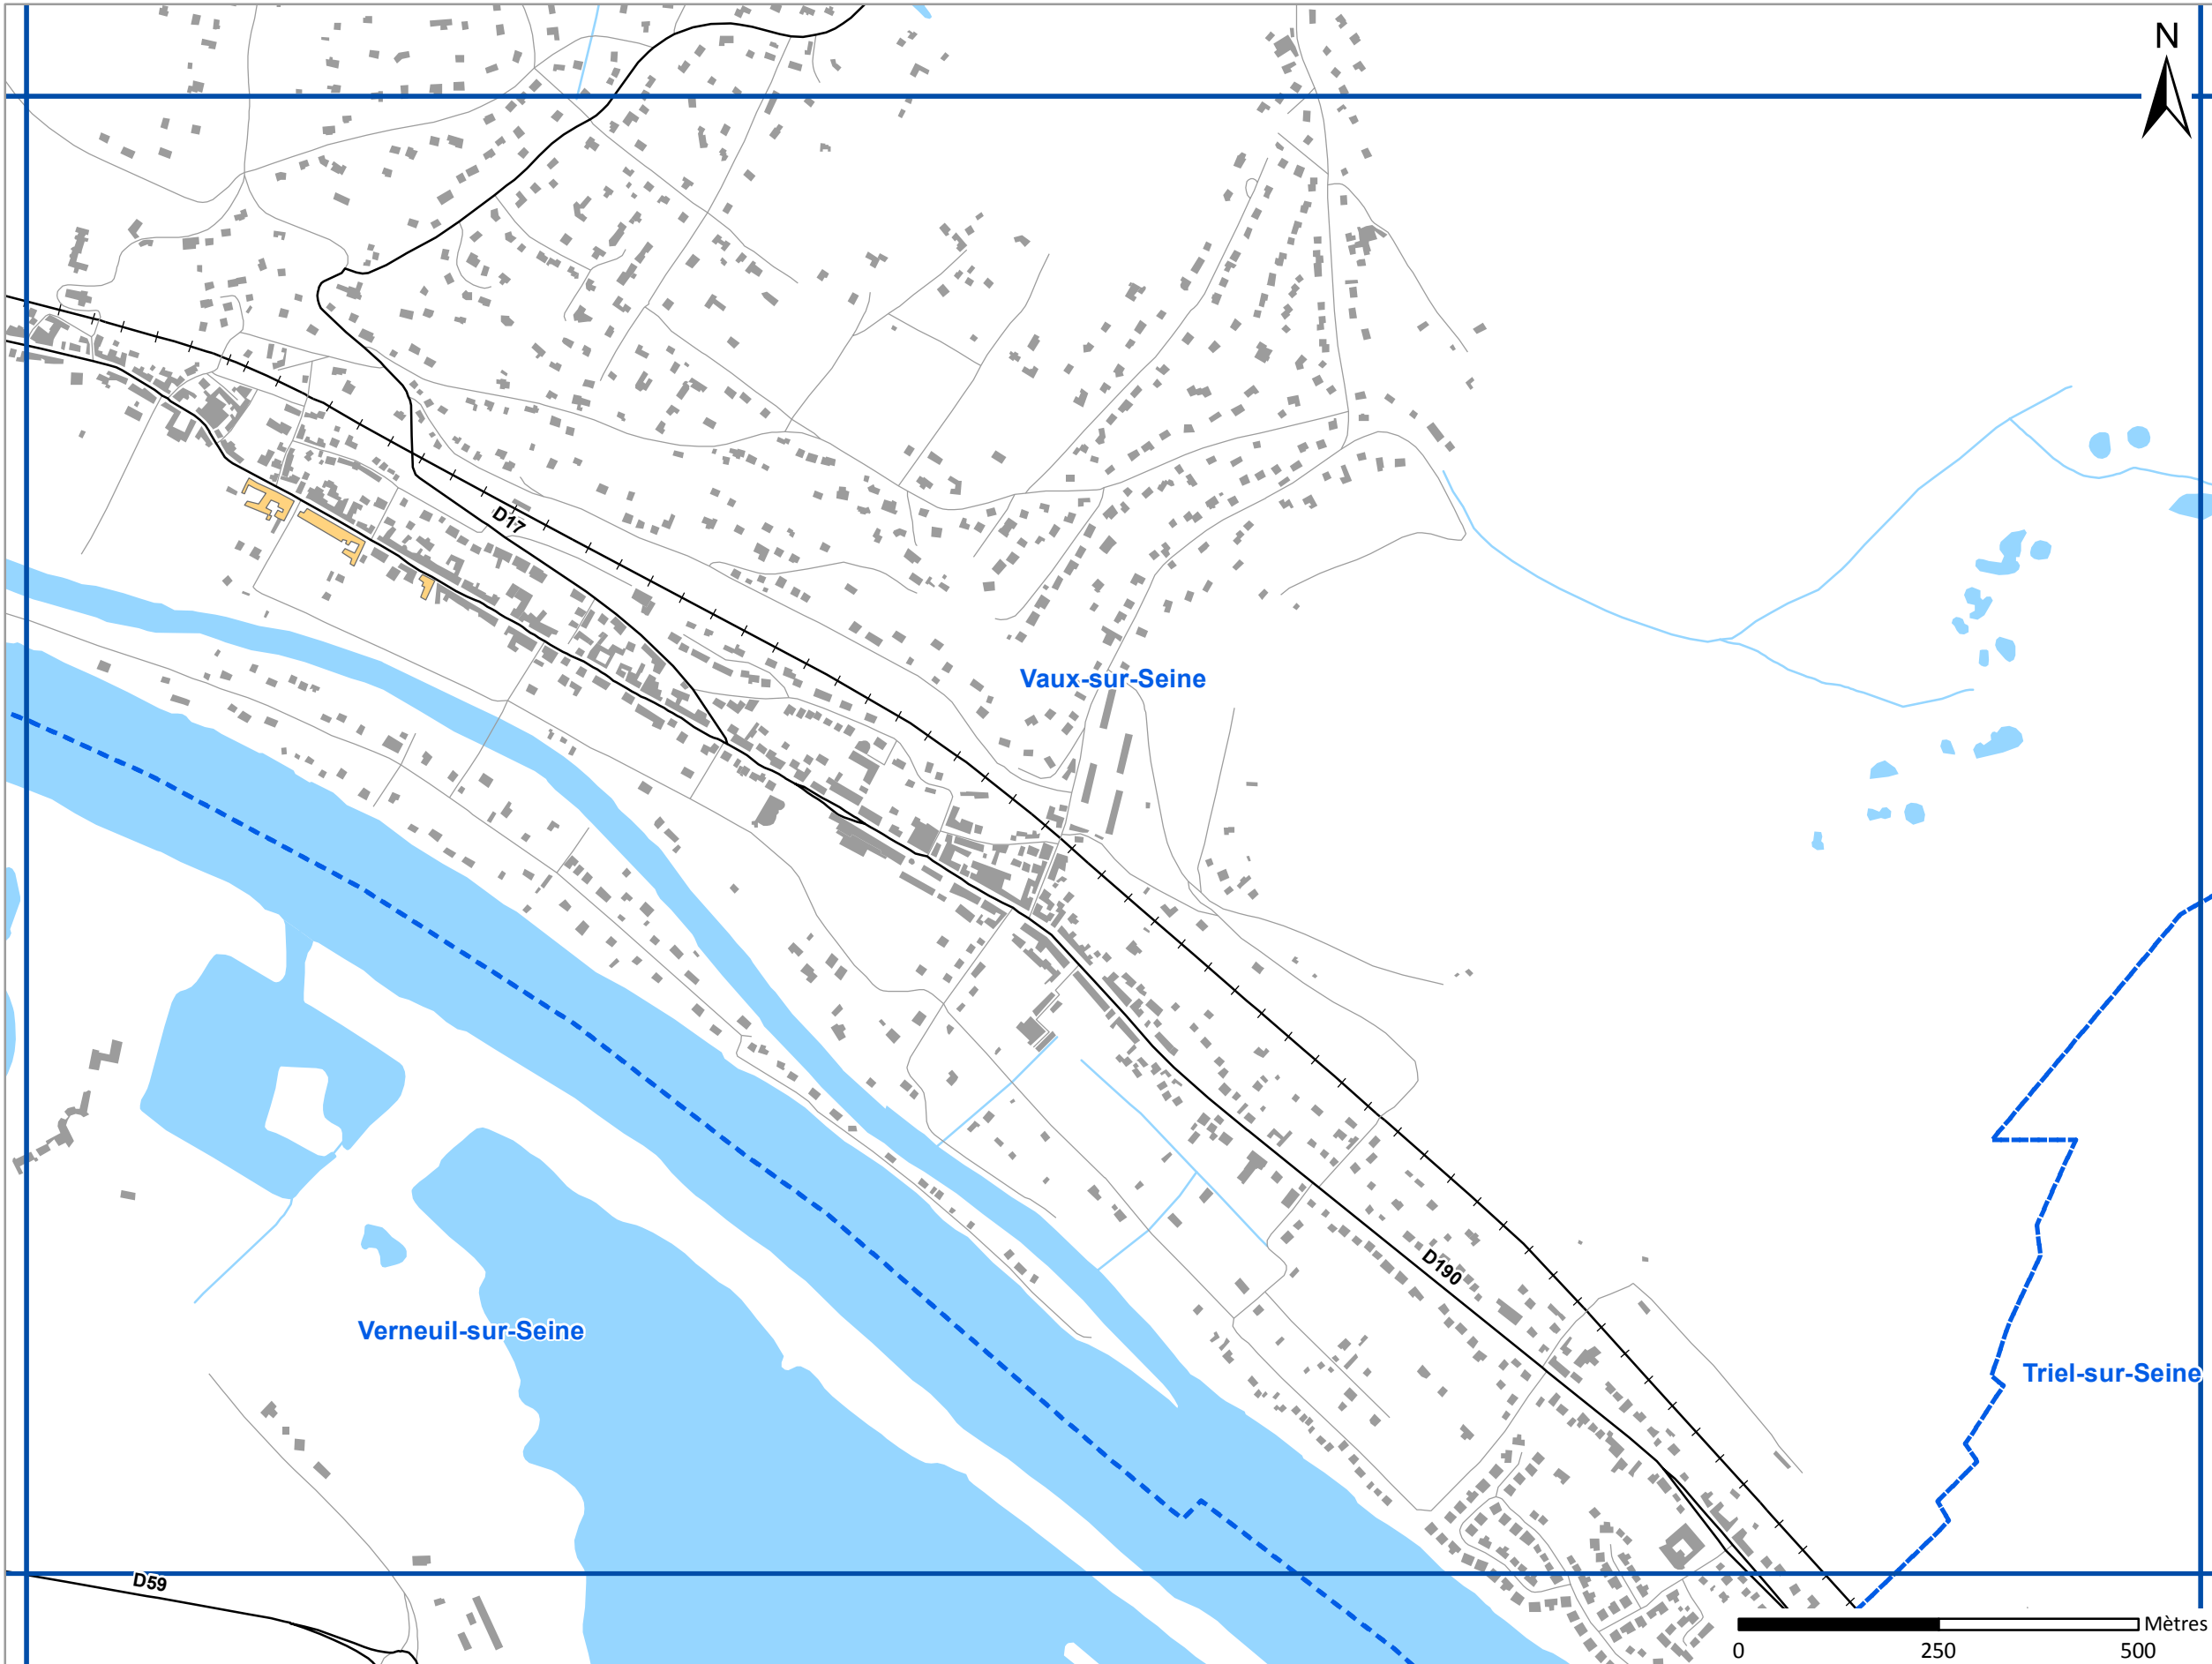 N
D17
Vaux-sur-Seine
D190
Verneuil-sur-Seine
Triel-sur-Seine
D59
Mètres
0 250 500